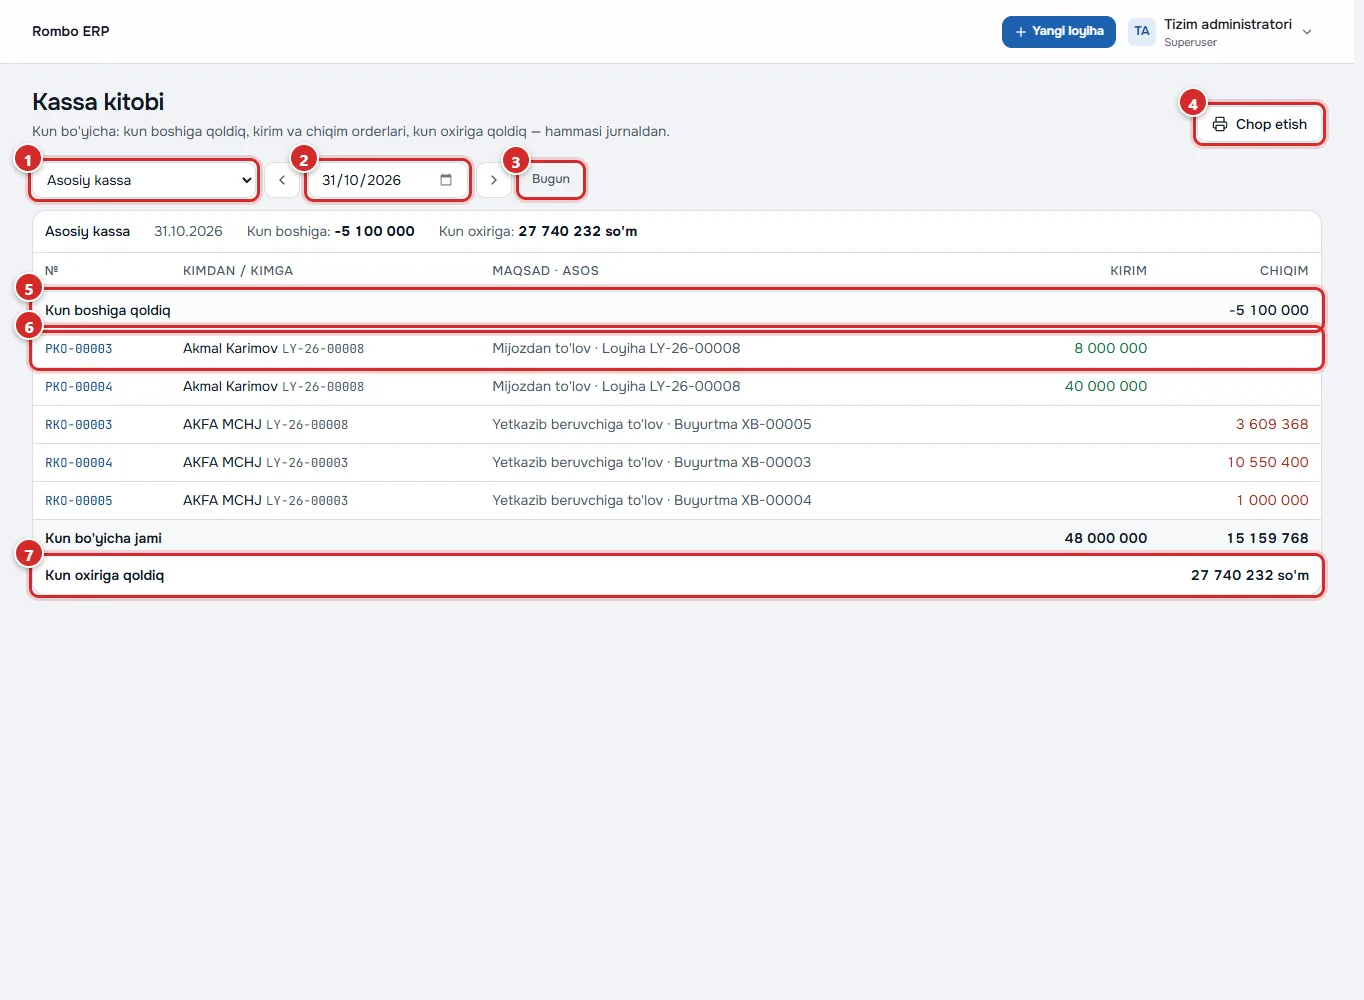 Rombo ERP
Yangi loyiha
TA
Tizim administratori
Superuser
Kassa kitobi
Kun bo'yicha: kun boshiga qoldiq, kirim va chiqim orderlari, kun oxiriga qoldiq — hammasi jurnaldan.
4
Chop etish
1
Asosiy kassa
2
31/10/2026
3
Bugun
Asosiy kassa 31.10.2026 Kun boshiga: -5 100 000 Kun oxiriga: 27 740 232 so'm
№ KIMDAN / KIMGA MAQSAD · ASOS KIRIM CHIQIM
5
Kun boshiga qoldiq -5 100 000
6
PKO-00003 Akmal Karimov LY-26-00008 Mijozdan to'lov · Loyiha LY-26-00008 8 000 000
PKO-00004 Akmal Karimov LY-26-00008 Mijozdan to'lov · Loyiha LY-26-00008 40 000 000
RKO-00003 AKFA MCHJ LY-26-00008 Yetkazib beruvchiga to'lov · Buyurtma XB-00005 3 609 368
RKO-00004 AKFA MCHJ LY-26-00003 Yetkazib beruvchiga to'lov · Buyurtma XB-00003 10 550 400
RKO-00005 AKFA MCHJ LY-26-00003 Yetkazib beruvchiga to'lov · Buyurtma XB-00004 1 000 000
Kun bo'yicha jami 48 000 000 15 159 768
7
Kun oxiriga qoldiq 27 740 232 so'm